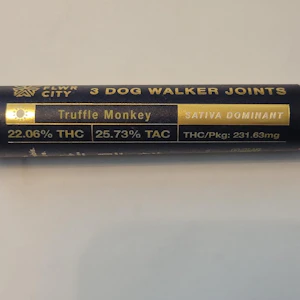 FLWR
CITY
3 DOG WALKER JOINTS
Truffle Monkey
SATIVA DOMINANT
22.06% THC
25.73% TAC
THC/Pkg: 231.63mg